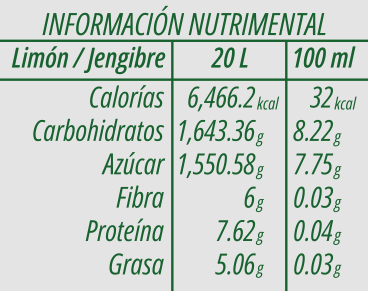 INFORMACIÓN NUTRIMENTAL
Limón / Jengibre 20 L 100 ml
Calorías 6,466.2 kcal 32 kcal
Carbohidratos 1,643.36 g 8.22 g
Azúcar 1,550.58 g 7.75 g
Fibra 6 g 0.03 g
Proteína 7.62 g 0.04 g
Grasa 5.06 g 0.03 g